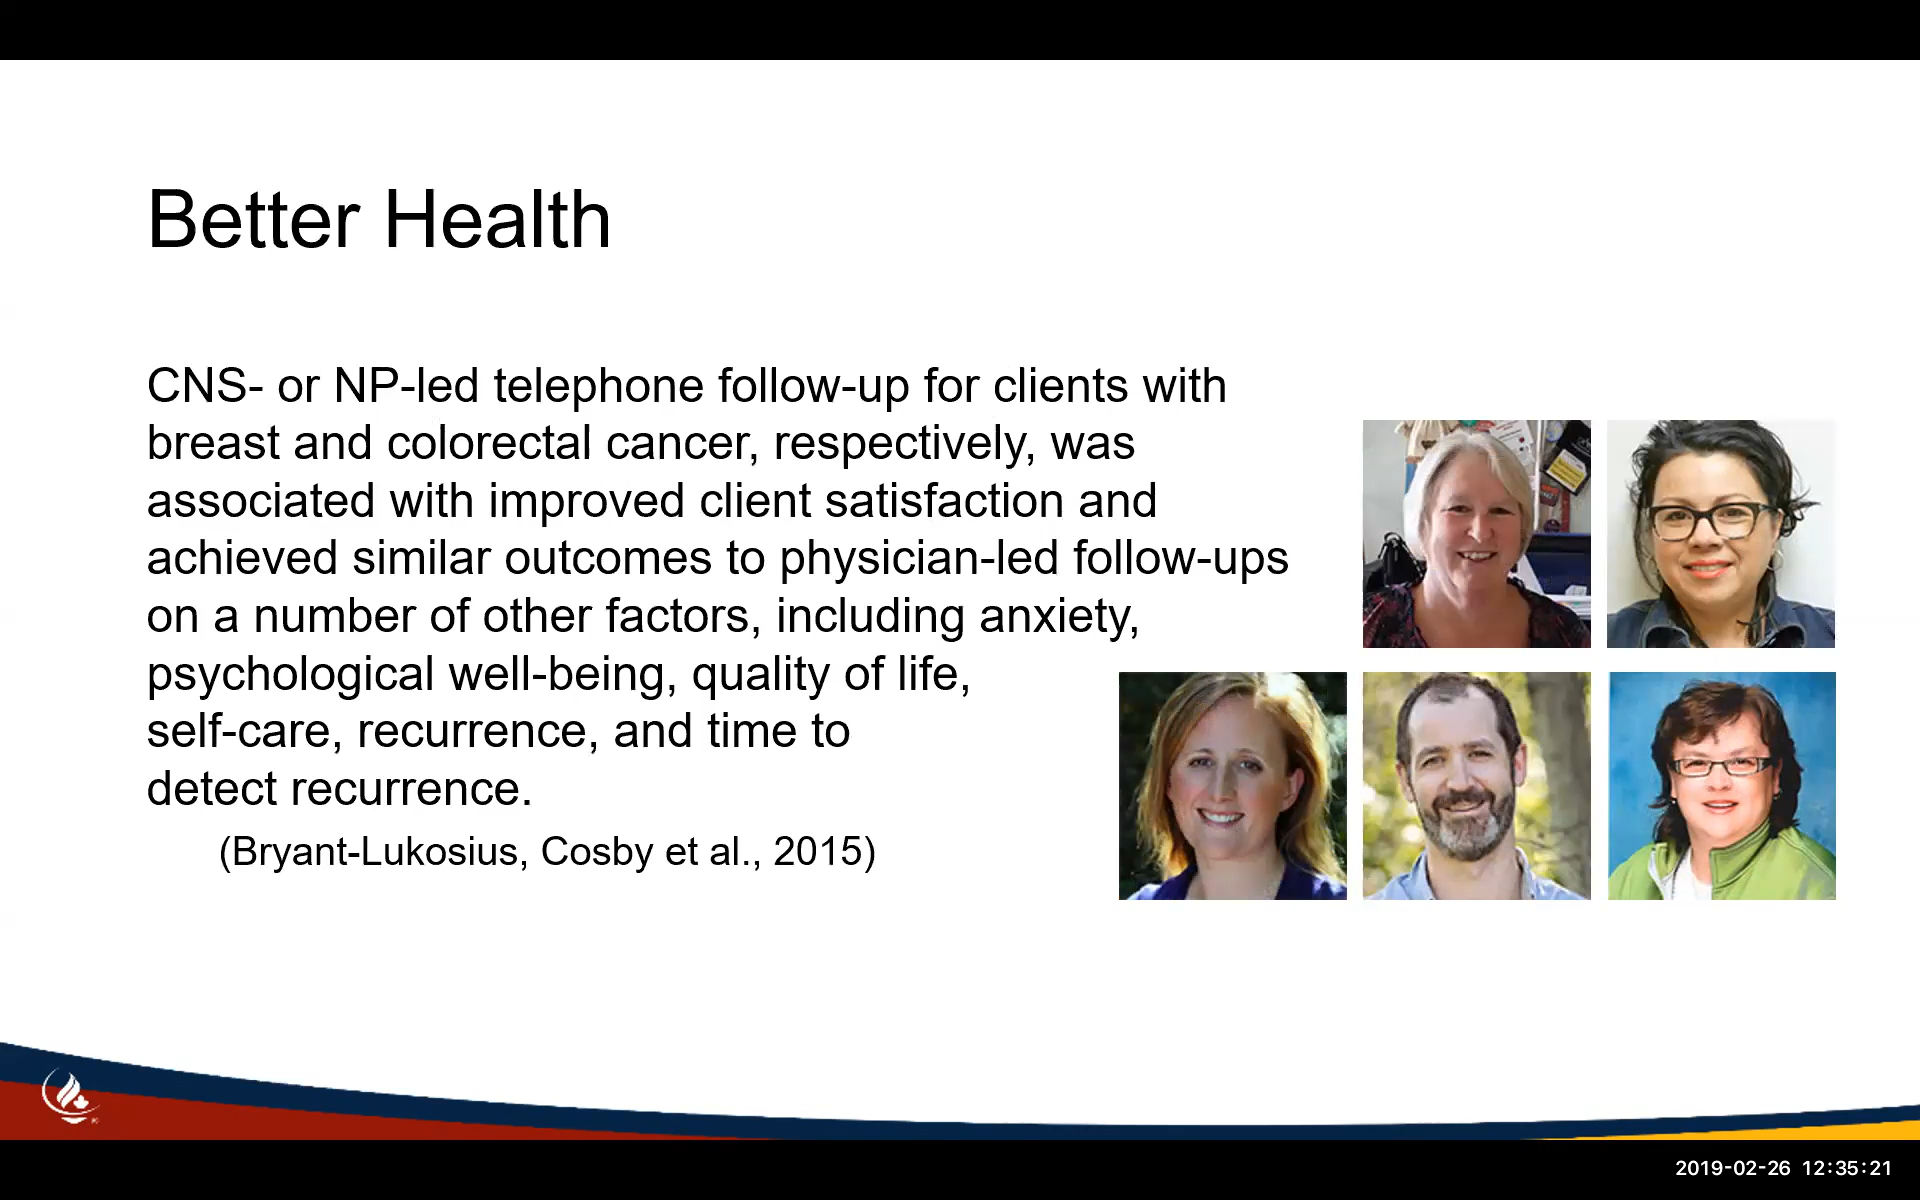 Better Health
CNS- or NP-led telephone follow-up for clients with
breast and colorectal cancer, respectively, was
associated with improved client satisfaction and
achieved similar outcomes to physician-led follow-ups
on a number of other factors, including anxiety,
psychological well-being, quality of life,
self-care, recurrence, and time to
detect recurrence.
(Bryant-Lukosius, Cosby et al., 2015)
2019-02-26 12:35:21